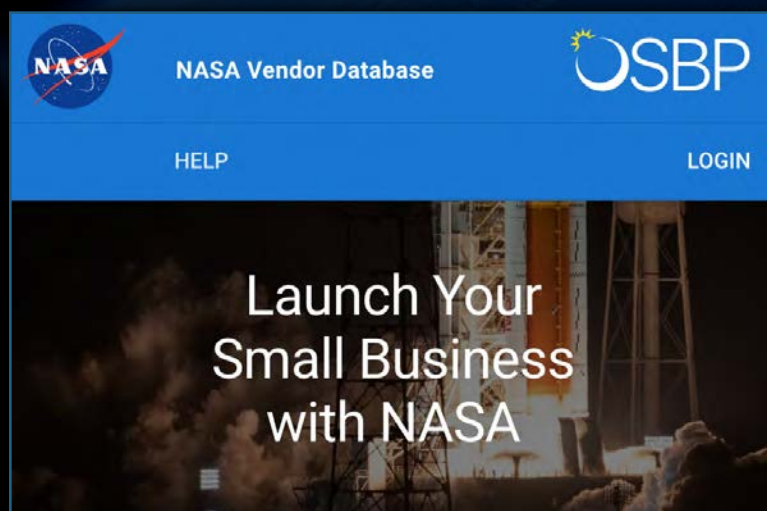 NASA
NASA Vendor Database
OSBP
HELP
LOGIN
Launch Your
Small Business
with NASA